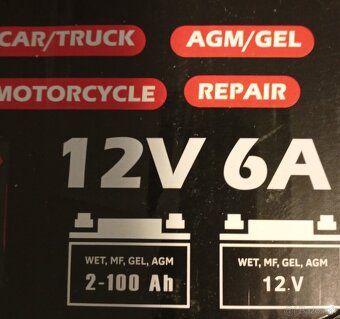 CAR/TRUCK AGM/GEL
MOTORCYCLE REPAIR
12V 6A
WET, MF, GEL, AGM WET, MF, GEL, AGM
2-100 Ah 12 V